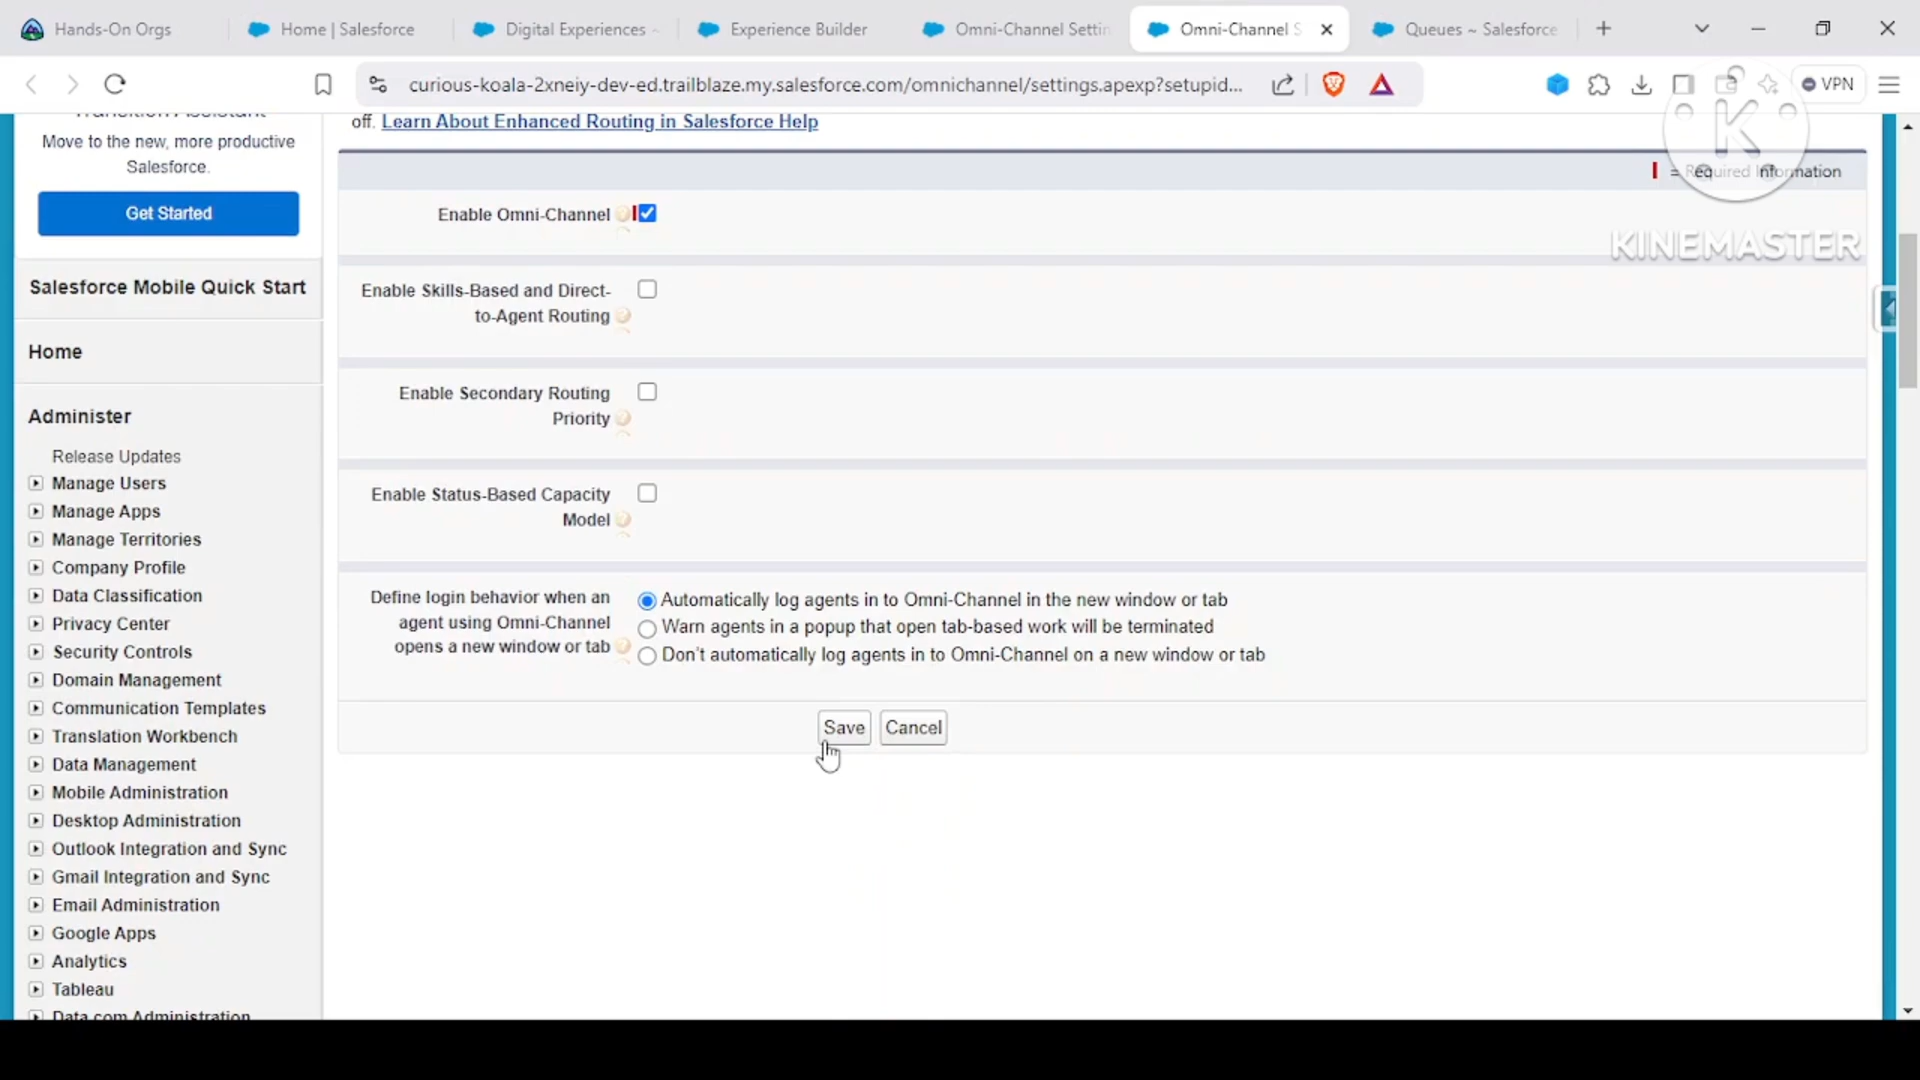 Hands-On Orgs
Home | Salesforce
Digital Experiences ~
Experience Builder
Omni-Channel Settin
Omni-Channel S
Queues ~ Salesforce
curious-koala-2xneiy-dev-ed.trailblaze.my.salesforce.com/omnichannel/settings.apexp?setupid...
VPN
K
KINEMASTER
Transition Assistant
Move to the new, more productive
Salesforce.
Get Started
Salesforce Mobile Quick Start
Home
Administer
Release Updates
Manage Users
Manage Apps
Manage Territories
Company Profile
Data Classification
Privacy Center
Security Controls
Domain Management
Communication Templates
Translation Workbench
Data Management
Mobile Administration
Desktop Administration
Outlook Integration and Sync
Gmail Integration and Sync
Email Administration
Google Apps
Analytics
Tableau
Data.com Administration
off. Learn About Enhanced Routing in Salesforce Help
= Required Information
Enable Omni-Channel
Enable Skills-Based and Direct-
to-Agent Routing
Enable Secondary Routing
Priority
Enable Status-Based Capacity
Model
Define login behavior when an
agent using Omni-Channel
opens a new window or tab
Automatically log agents in to Omni-Channel in the new window or tab
Warn agents in a popup that open tab-based work will be terminated
Don't automatically log agents in to Omni-Channel on a new window or tab
Save
Cancel